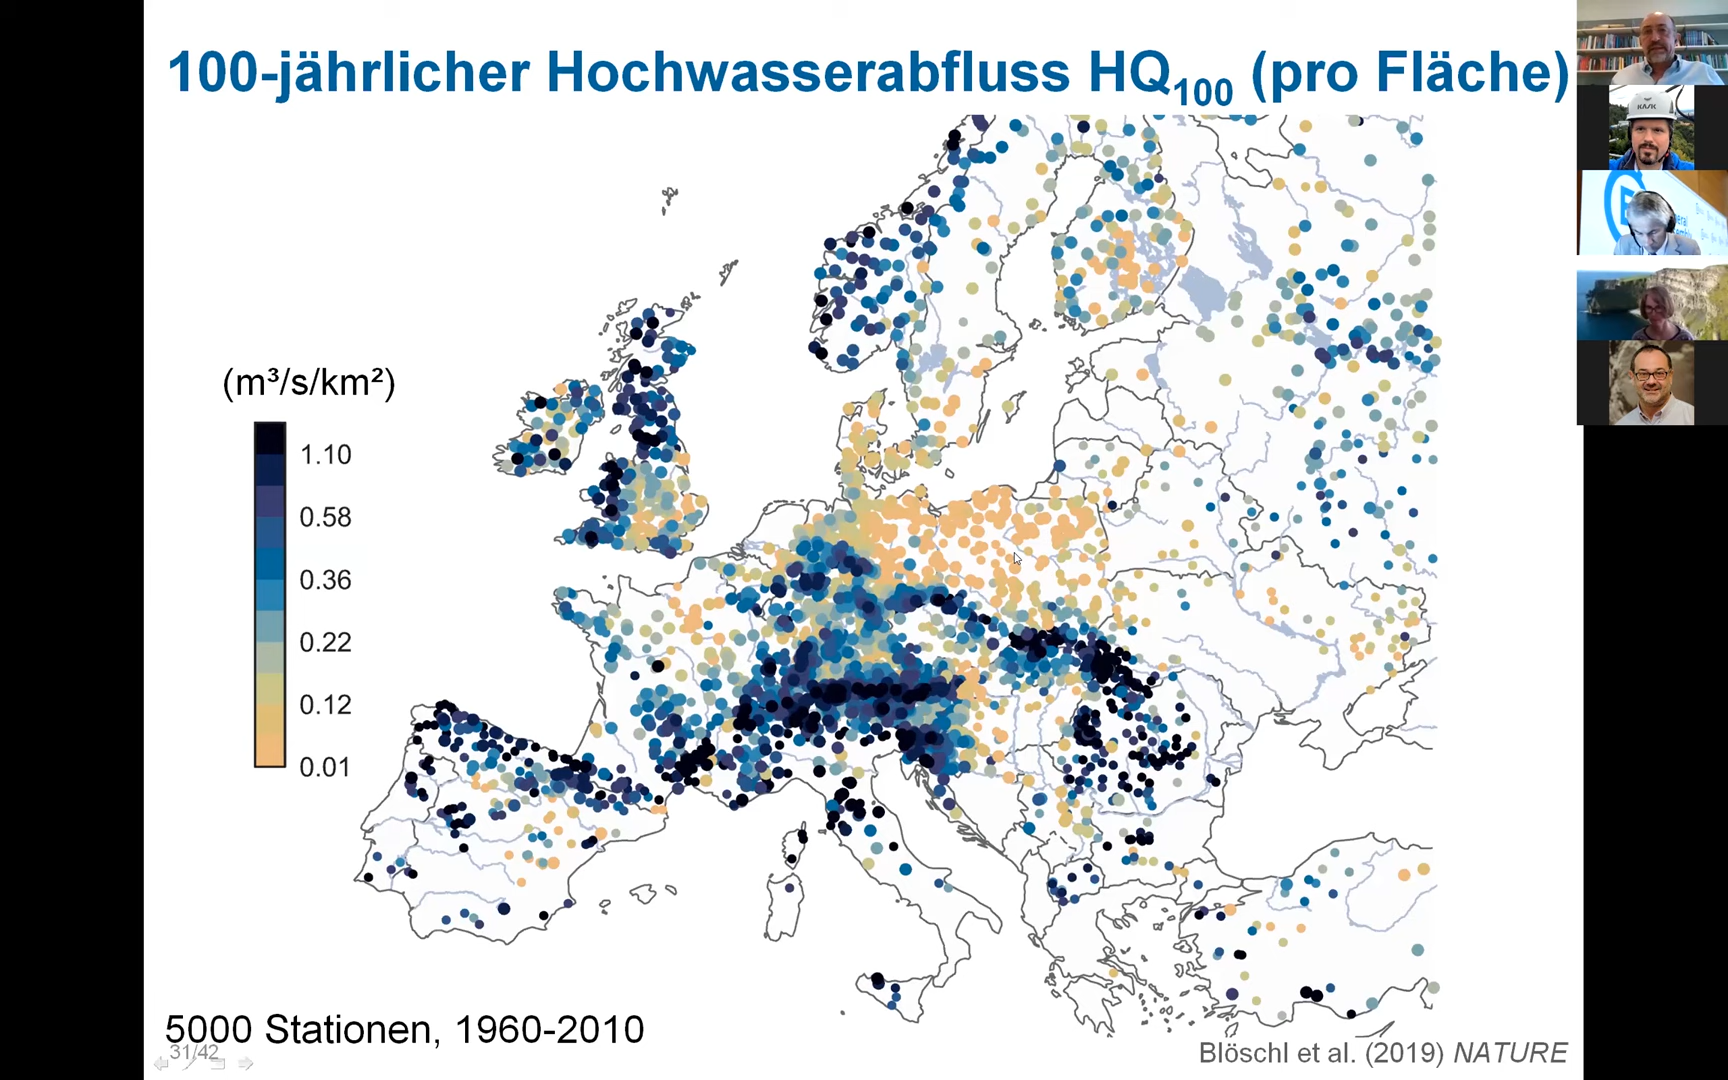 100-jährlicher Hochwasserabfluss HQ₁₀₀ (pro Fläche)
KASK
(m³/s/km²)
1.10
0.58
0.36
0.22
0.12
0.01
5000 Stationen, 1960-2010
31/42
Blöschl et al. (2019) NATURE